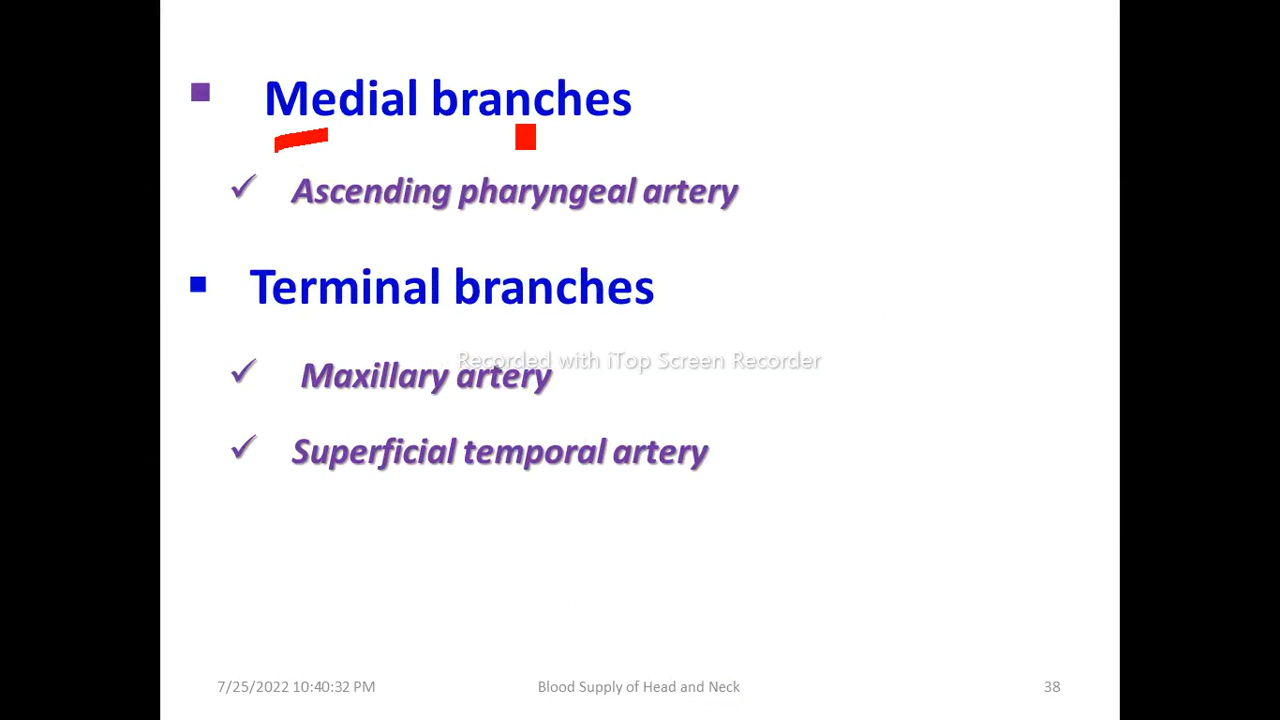 Medial branches
Ascending pharyngeal artery
Terminal branches
Recorded with iTop Screen Recorder
Maxillary artery
Superficial temporal artery
7/25/2022 10:40:32 PM Blood Supply of Head and Neck 38